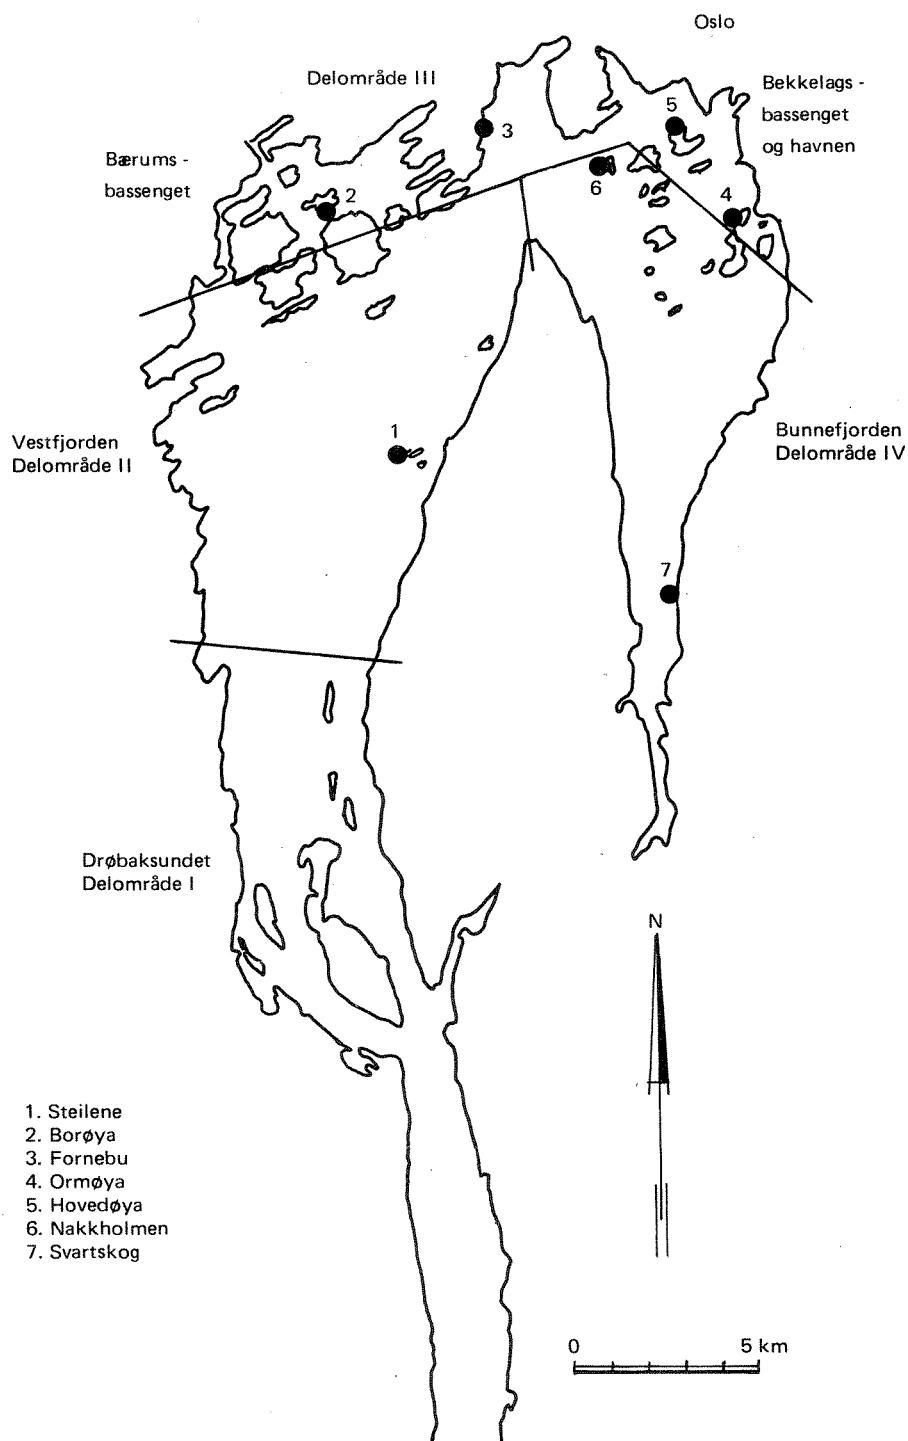 Oslo
Delområde III
Bekkelags-
bassenget
og havnen
Bærums-
bassenget
5
3
6
2
4
Vestfjorden
Delområde II
1
Bunnefjorden
Delområde IV
7
Drøbaksundet
Delområde I
N
1. Steilene
2. Borøya
3. Fornebu
4. Ormøya
5. Hovedøya
6. Nakkholmen
7. Svartskog
0 5 km